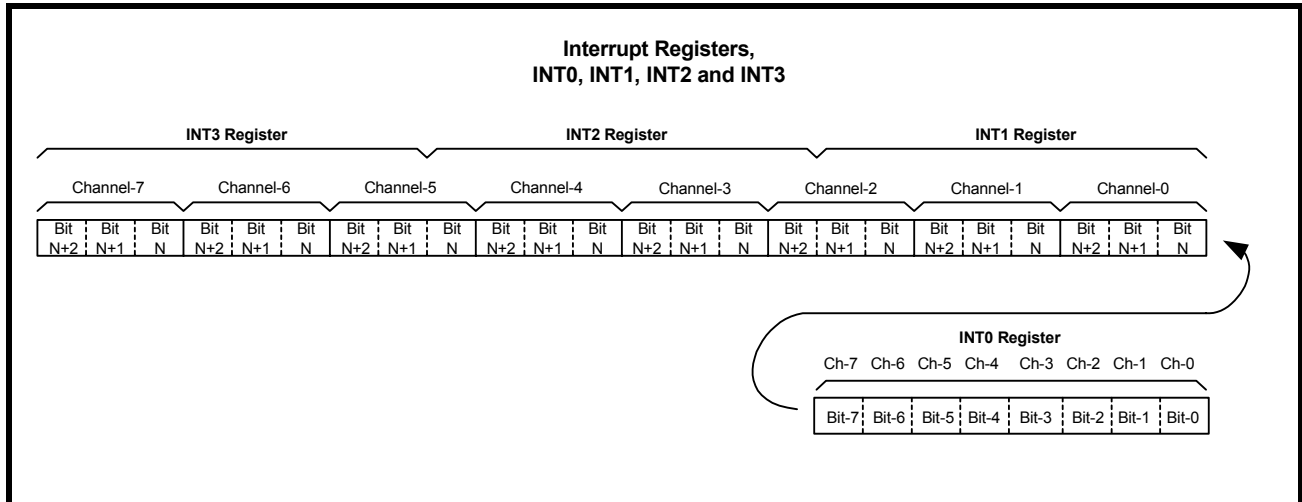 Interrupt Registers,
INT0, INT1, INT2 and INT3
INT3 Register INT2 Register INT1 Register
Channel-7 Channel-6 Channel-5 Channel-4 Channel-3 Channel-2 Channel-1 Channel-0
Bit Bit Bit Bit Bit Bit Bit Bit Bit Bit Bit Bit Bit Bit Bit Bit Bit Bit Bit Bit Bit Bit Bit Bit
N+2 N+1 N N+2 N+1 N N+2 N+1 N N+2 N+1 N N+2 N+1 N N+2 N+1 N N+2 N+1 N N+2 N+1 N
INT0 Register
Ch-7 Ch-6 Ch-5 Ch-4 Ch-3 Ch-2 Ch-1 Ch-0
Bit-7 Bit-6 Bit-5 Bit-4 Bit-3 Bit-2 Bit-1 Bit-0